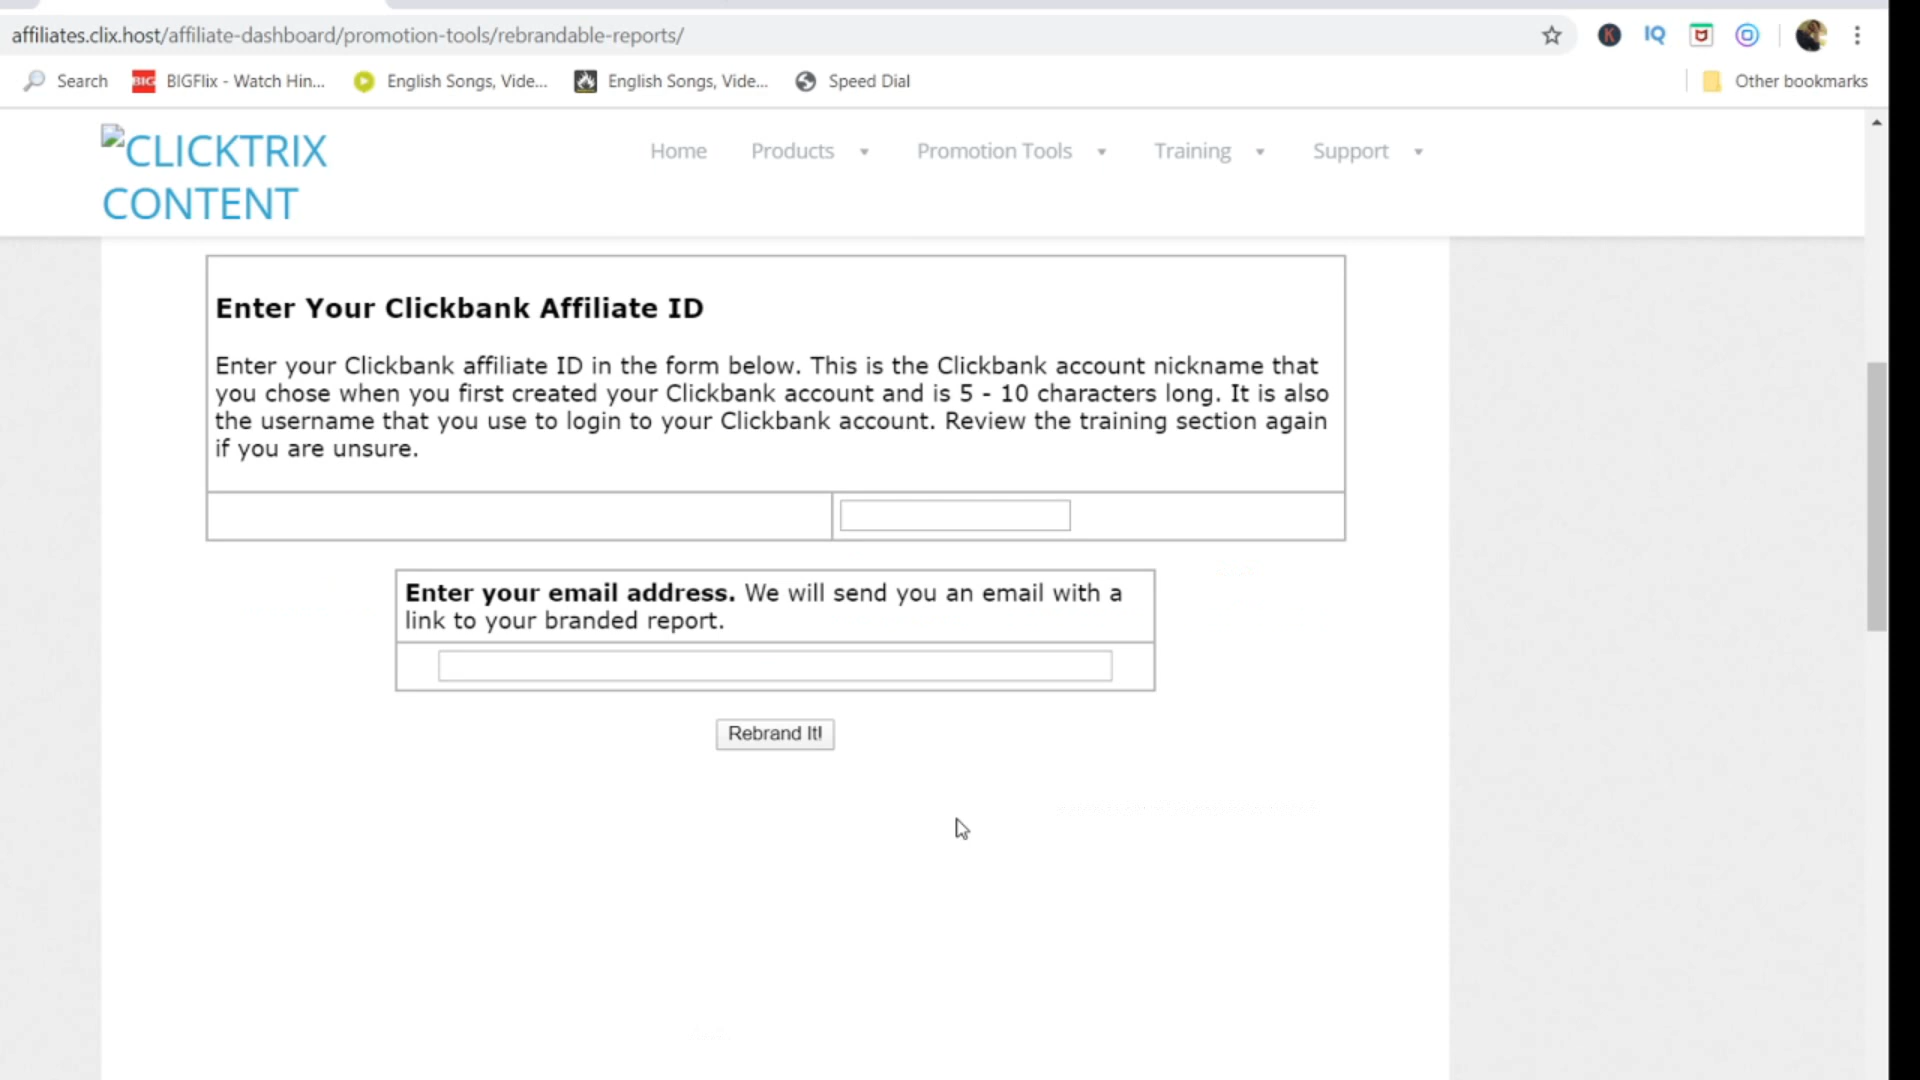 affiliates.clix.host/affiliate-dashboard/promotion-tools/rebrandable-reports/
K
IQ
Search
BIG
BIGFlix - Watch Hin...
English Songs, Vide...
English Songs, Vide...
Speed Dial
Other bookmarks
CLICKTRIX
CONTENT
Home
Products
Promotion Tools
Training
Support
Enter Your Clickbank Affiliate ID
Enter your Clickbank affiliate ID in the form below. This is the Clickbank account nickname that
you chose when you first created your Clickbank account and is 5 - 10 characters long. It is also
the username that you use to login to your Clickbank account. Review the training section again
if you are unsure.
Enter your email address. We will send you an email with a
link to your branded report.
Rebrand It!